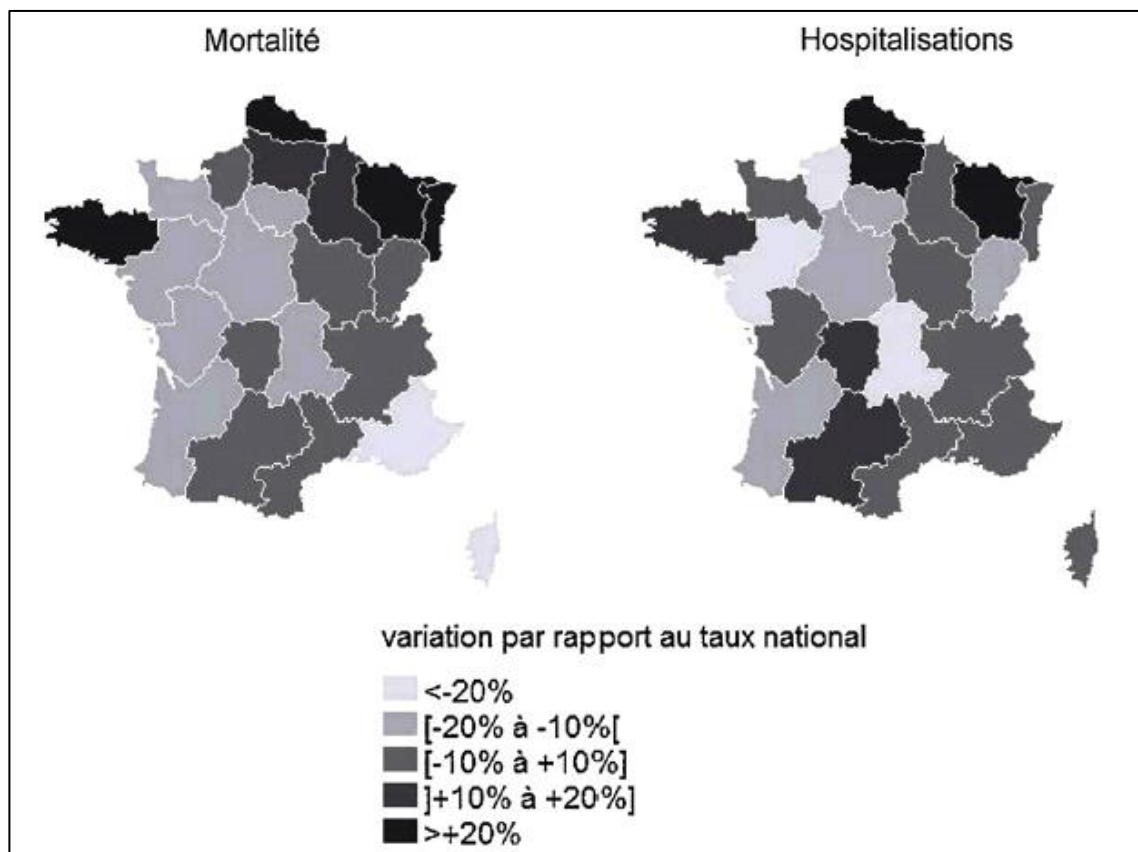 Mortalité
Hospitalisations
variation par rapport au taux national
<-20%
[-20% à -10%[
[-10% à +10%]
]+10% à +20%]
>+20%